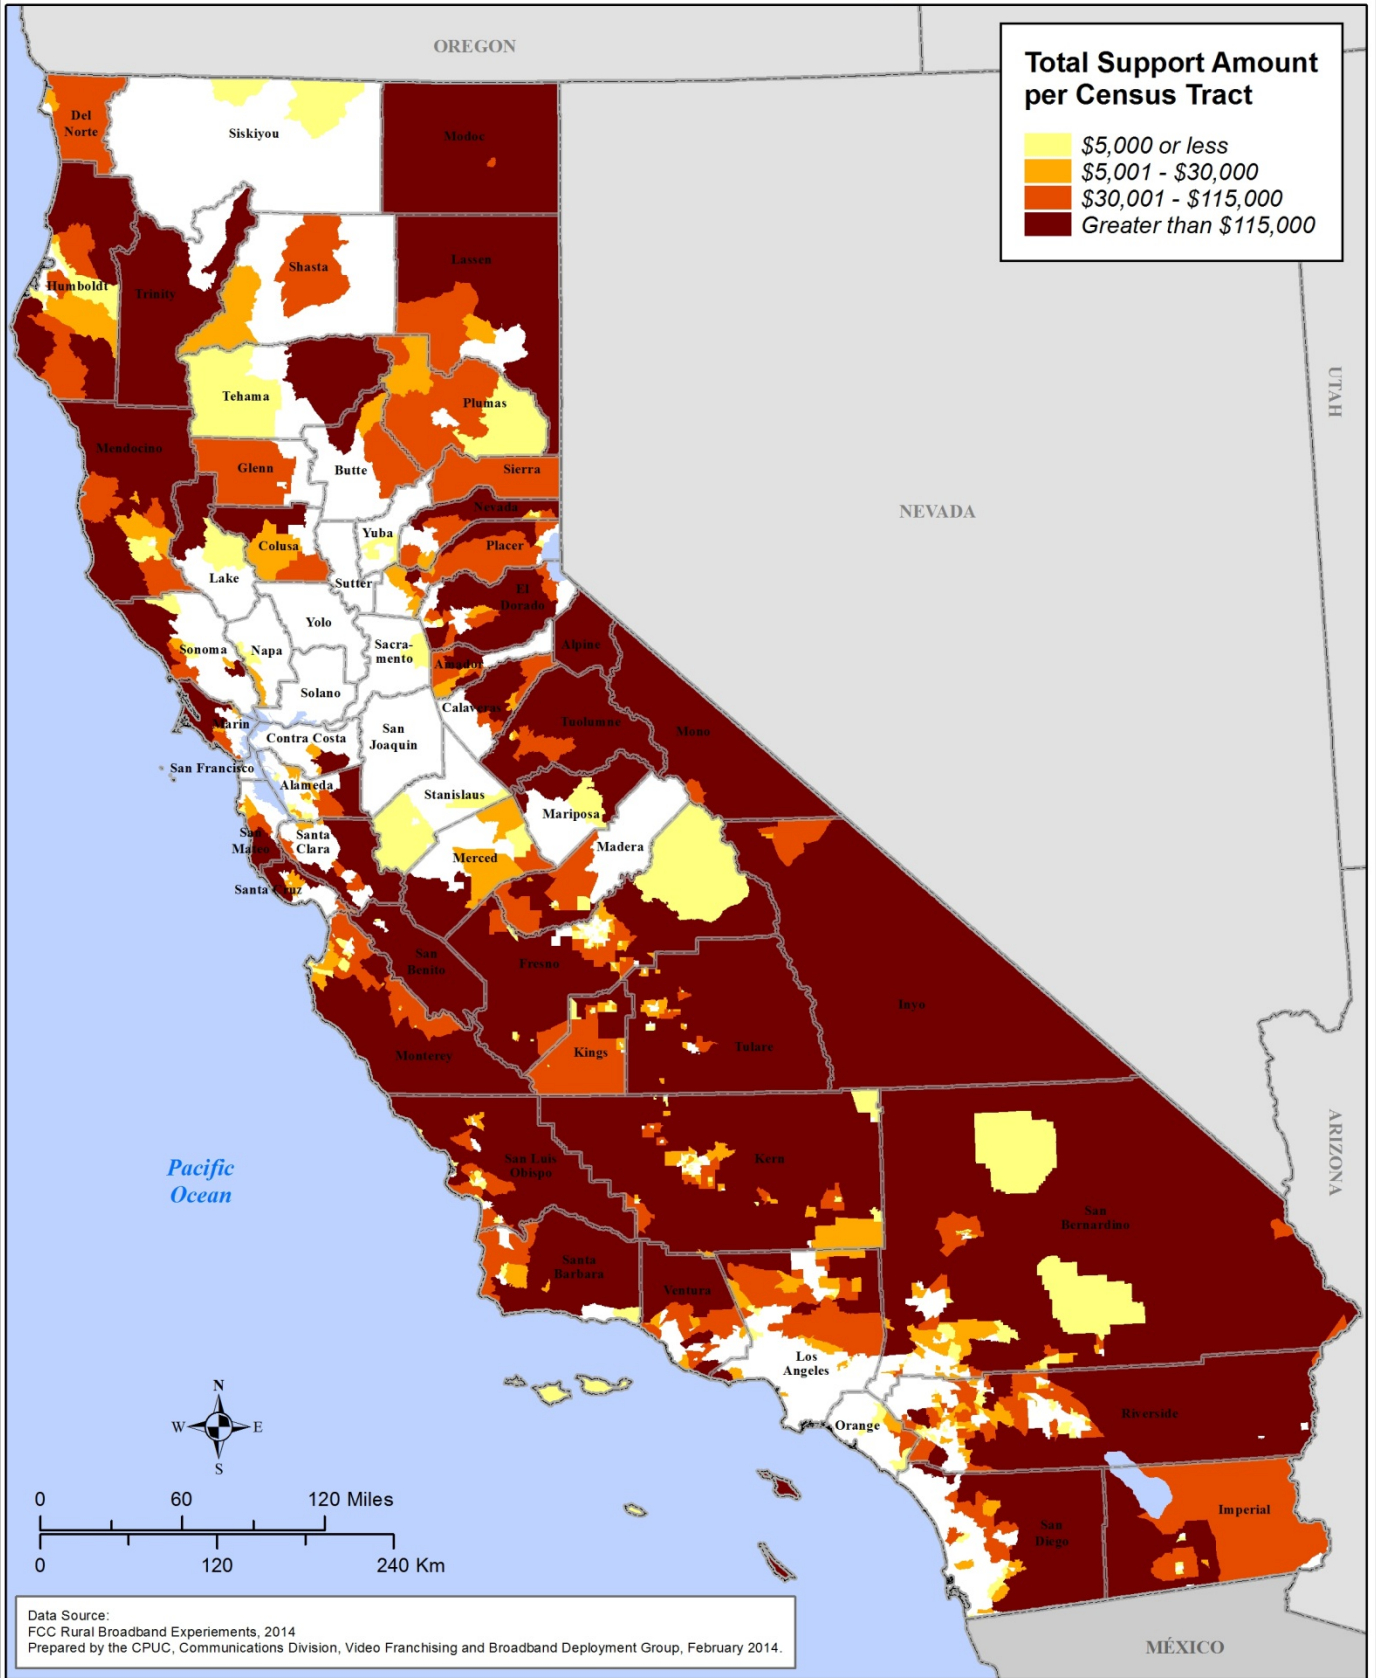 OREGON
Total Support Amount
per Census Tract
$5,000 or less
$5,001 - $30,000
$30,001 - $115,000
Greater than $115,000
Del
Norte
Siskiyou
Modoc
Humboldt
Trinity
Shasta
Lassen
Tehama
Plumas
UTAH
Mendocino
Glenn
Butte
Sierra
Nevada
NEVADA
Colusa
Yuba
Placer
Lake
Sutter
El
Dorado
Yolo
Sonoma
Napa
Sacra-
mento
Amador
Alpine
Solano
Calaveras
Marin
Contra Costa
San
Joaquin
Tuolumne
Mono
San Francisco
Alameda
Stanislaus
Mariposa
San
Mateo
Santa
Clara
Merced
Madera
Santa Cruz
San
Benito
Fresno
Inyo
Monterey
Kings
Tulare
ARIZONA
Pacific
Ocean
San Luis
Obispo
Kern
San
Bernardino
Santa
Barbara
Ventura
Los
Angeles
Orange
Riverside
N
W
E
S
San
Diego
Imperial
0 60 120 Miles
0 120 240 Km
Data Source:
FCC Rural Broadband Experiements, 2014
Prepared by the CPUC, Communications Division, Video Franchising and Broadband Deployment Group, February 2014.
MÉXICO